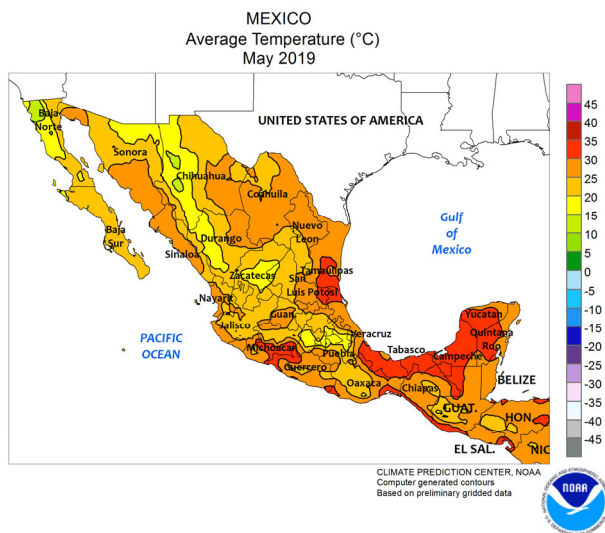 MEXICO
Average Temperature (°C)
May 2019
UNITED STATES OF AMERICA
Baja
Norte
Sonora
Chihuahua
Coahuila
Baja
Sur
Sinaloa
Durango
Nuevo
Leon
Gulf
of
Mexico
Zacatecas
San
Luis Potosi
Tamaulipas
Nayarit
Jalisco
Guan.
PACIFIC
OCEAN
Michoacan
Guerrero
Puebla
Veracruz
Oaxaca
Tabasco
Chiapas
Campeche
Yucatan
Quintana
Roo
BELIZE
GUAT.
HON.
EL SAL.
NIC
45
40
35
30
25
20
15
10
5
0
-5
-10
-15
-20
-25
-30
-35
-40
-45
CLIMATE PREDICTION CENTER, NOAA
Computer generated contours
Based on preliminary gridded data
NOAA